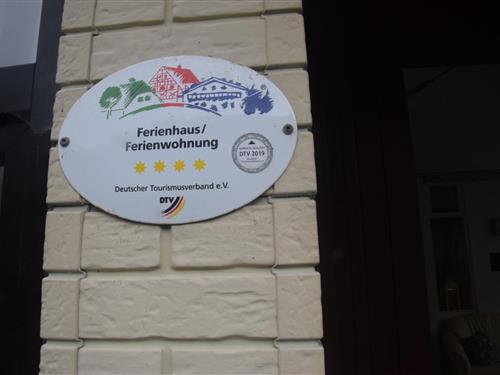 Ferienhaus/
Ferienwohnung
DTV 2019
Deutscher Tourismusverband e.V.
DTV